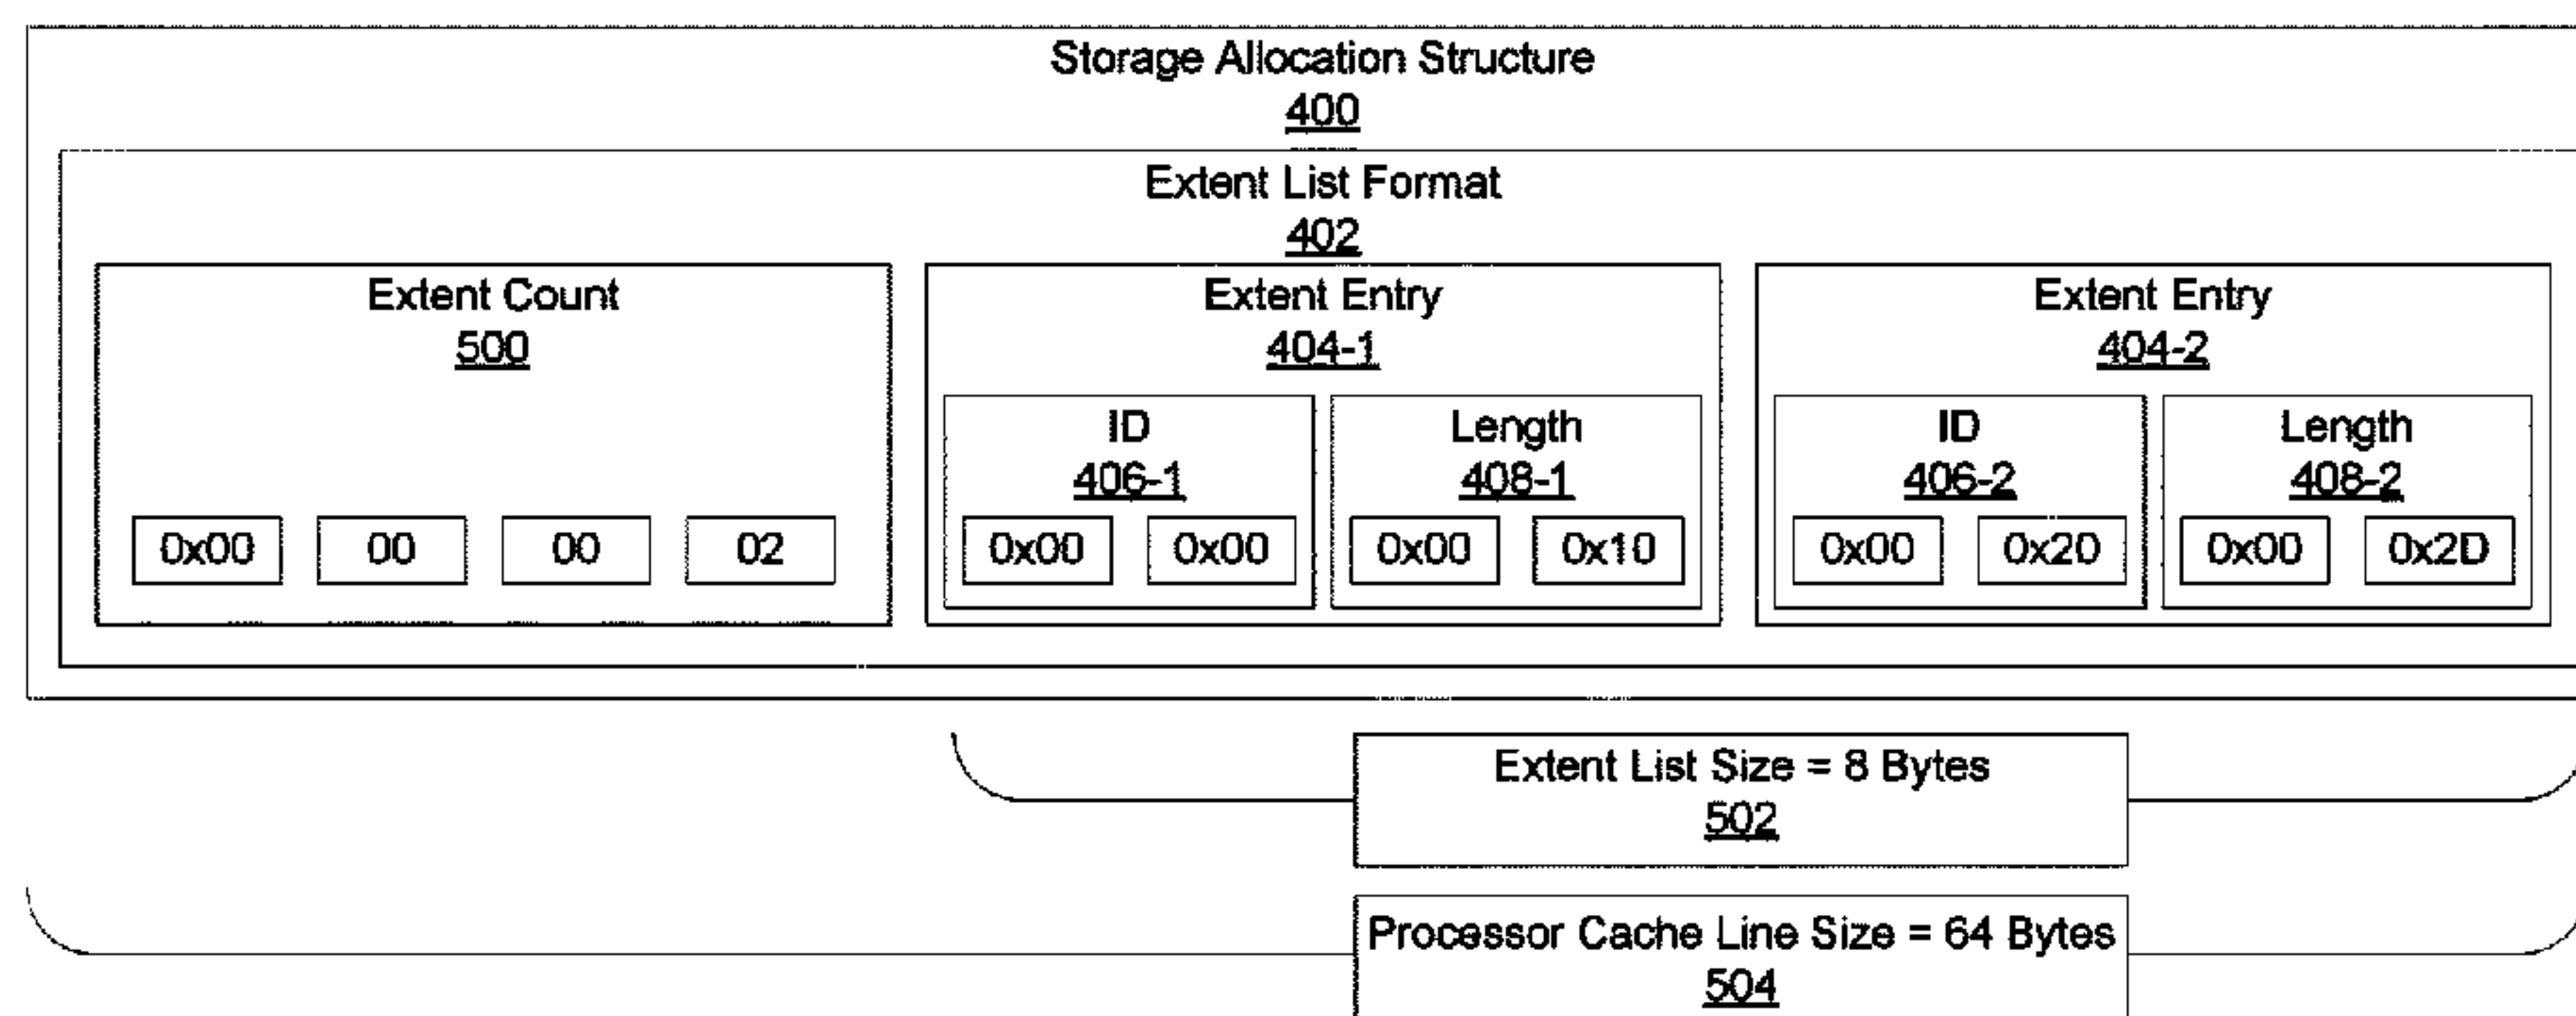 Storage Allocation Structure
400
Extent List Format
402
Extent Count
500
0x00 00 00 02
Extent Entry
404-1
ID
406-1
0x00 0x00
Length
408-1
0x00 0x10
Extent Entry
404-2
ID
406-2
0x00 0x20
Length
408-2
0x00 0x2D
Extent List Size = 8 Bytes
502
Processor Cache Line Size = 64 Bytes
504